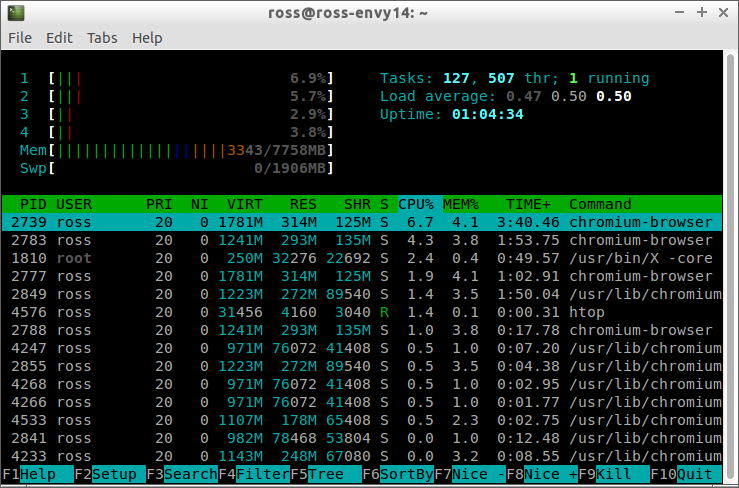 ross@ross-envy14: ~
File Edit Tabs Help
1 [||| 6.9%] Tasks: 127, 507 thr; 1 running
2 [||| 5.7%] Load average: 0.47 0.50 0.50
3 [|| 2.9%] Uptime: 01:04:34
4 [|| 3.8%]
Mem[|||||||||||||||||||3343/7758MB]
Swp[ 0/1906MB]
PID USER PRI NI VIRT RES SHR S CPU% MEM% TIME+ Command
2739 ross 20 0 1781M 314M 125M S 6.7 4.1 3:40.46 chromium-browser
2783 ross 20 0 1241M 293M 135M S 4.3 3.8 1:53.75 chromium-browser
1810 root 20 0 250M 32276 22692 S 2.4 0.4 0:49.57 /usr/bin/X -core
2777 ross 20 0 1781M 314M 125M S 1.9 4.1 1:02.91 chromium-browser
2849 ross 20 0 1223M 272M 89540 S 1.4 3.5 1:50.04 /usr/lib/chromium
4576 ross 20 0 31456 4160 3040 R 1.4 0.1 0:00.31 htop
2788 ross 20 0 1241M 293M 135M S 1.0 3.8 0:17.78 chromium-browser
4247 ross 20 0 971M 76072 41408 S 0.5 1.0 0:07.20 /usr/lib/chromium
2855 ross 20 0 1223M 272M 89540 S 0.5 3.5 0:04.38 /usr/lib/chromium
4268 ross 20 0 971M 76072 41408 S 0.5 1.0 0:02.95 /usr/lib/chromium
4266 ross 20 0 971M 76072 41408 S 0.5 1.0 0:01.77 /usr/lib/chromium
4533 ross 20 0 1107M 178M 65408 S 0.5 2.3 0:02.75 /usr/lib/chromium
2841 ross 20 0 982M 78468 53804 S 0.0 1.0 0:12.48 /usr/lib/chromium
4233 ross 20 0 1143M 248M 67080 S 0.0 3.2 0:08.55 /usr/lib/chromium
F1Help F2Setup F3SearchF4FilterF5Tree F6SortByF7Nice -F8Nice +F9Kill F10Quit